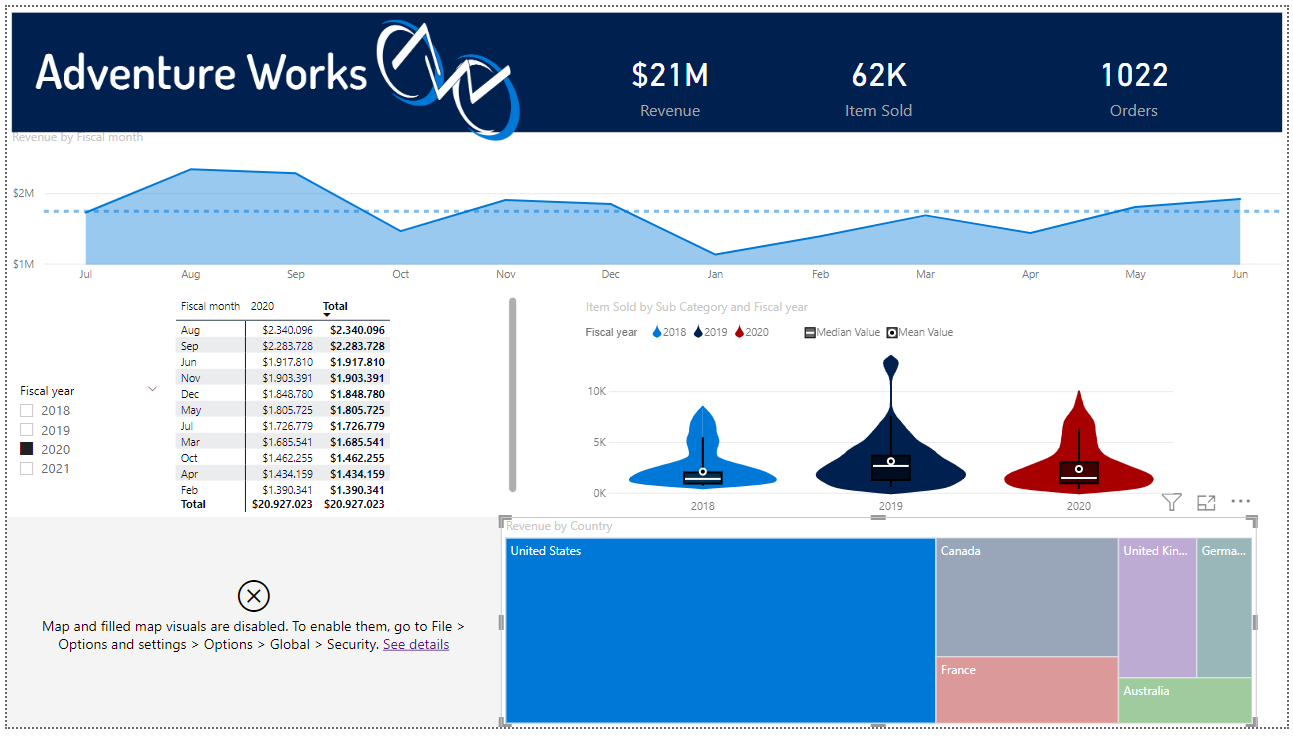 Adventure Works
$21M
Revenue
62K
Item Sold
1022
Orders
Revenue by Fiscal month
$2M
$1M
Jul Aug Sep Oct Nov Dec Jan Feb Mar Apr May Jun
Fiscal year
2018
2019
2020
2021
Fiscal month 2020 Total
Aug $2.340.096 $2.340.096
Sep $2.283.728 $2.283.728
Jun $1.917.810 $1.917.810
Nov $1.903.391 $1.903.391
Dec $1.848.780 $1.848.780
May $1.805.725 $1.805.725
Jul $1.726.779 $1.726.779
Mar $1.685.541 $1.685.541
Oct $1.462.255 $1.462.255
Apr $1.434.159 $1.434.159
Feb $1.390.341 $1.390.341
Total $20.927.023 $20.927.023
Item Sold by Sub Category and Fiscal year
Fiscal year 2018 2019 2020 Median Value Mean Value
10K
5K
0K
2018 2019 2020
Map and filled map visuals are disabled. To enable them, go to File >
Options and settings > Options > Global > Security. See details
Revenue by Country
United States
Canada
United Kin...
Germa...
France
Australia